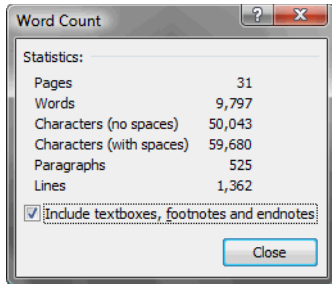 Word Count
Statistics:
Pages 31
Words 9,797
Characters (no spaces) 50,043
Characters (with spaces) 59,680
Paragraphs 525
Lines 1,362
Include textboxes, footnotes and endnotes
Close